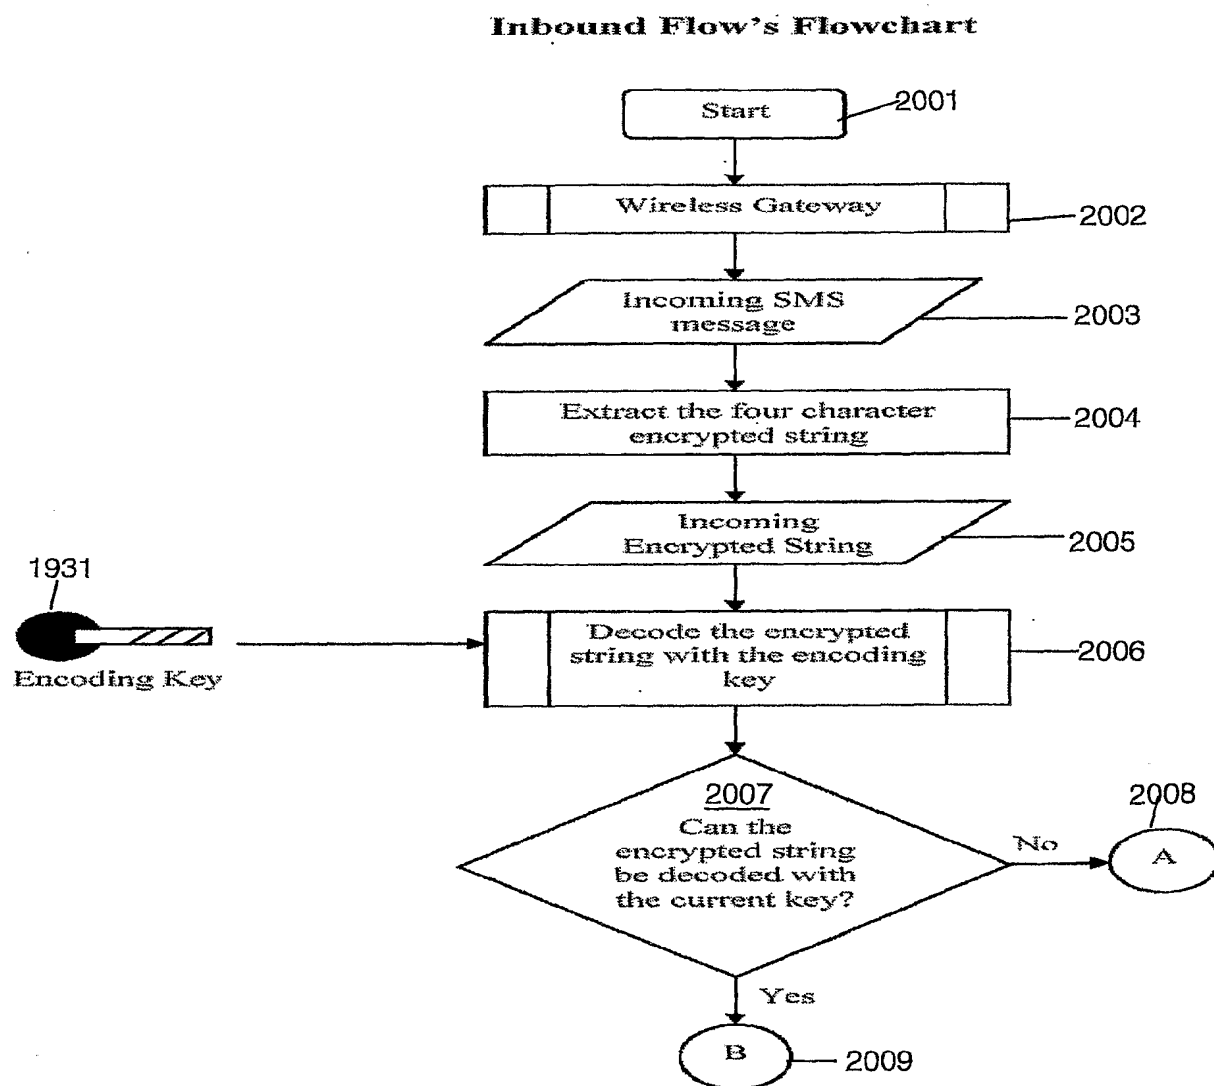 Inbound Flow's Flowchart
Start
2001
Wireless Gateway
2002
Incoming SMS
message
2003
Extract the four character
encrypted string
2004
Incoming
Encrypted String
2005
1931
Encoding Key
Decode the encrypted
string with the encoding
key
2006
2007
Can the
encrypted string
be decoded with
the current key?
No
2008
A
Yes
B
2009